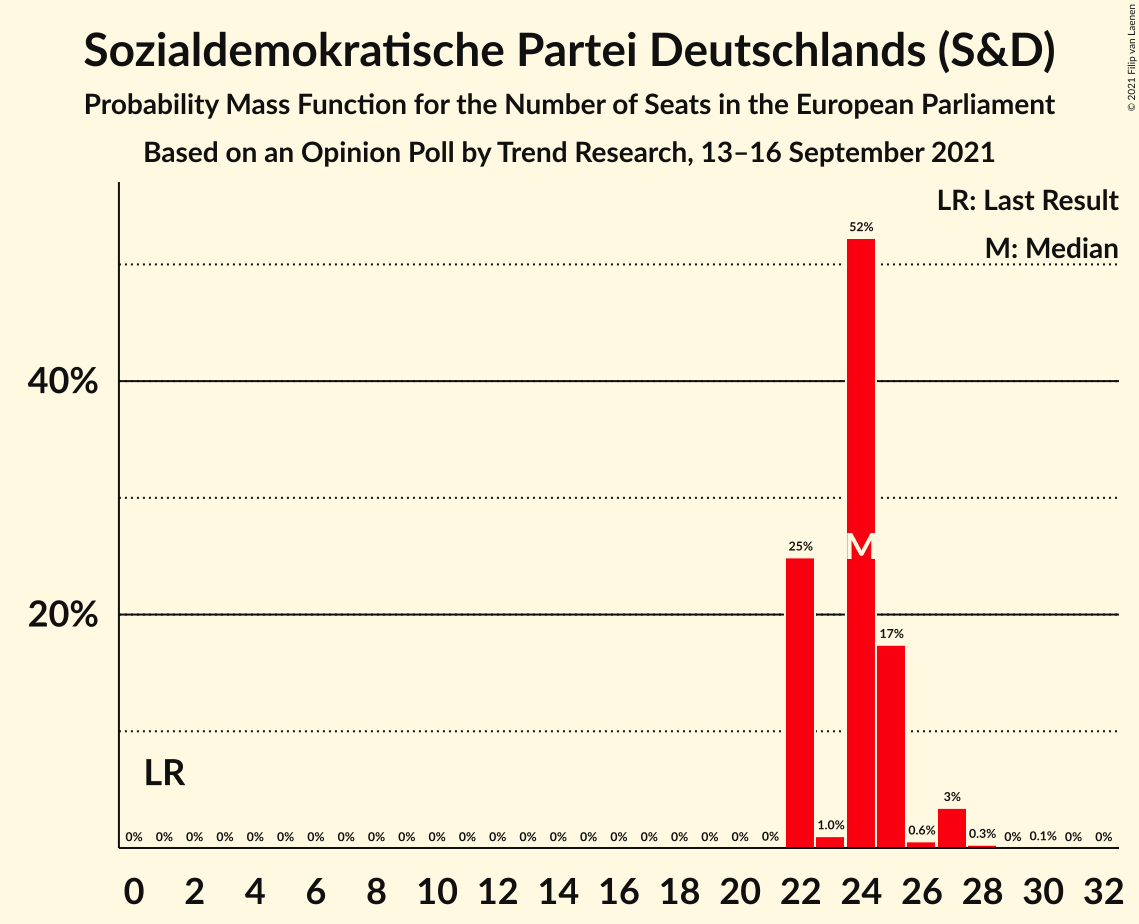 Sozialdemokratische Partei Deutschlands (S&D)
Probability Mass Function for the Number of Seats in the European Parliament
Based on an Opinion Poll by Trend Research, 13–16 September 2021
© 2021 Filip van Laenen
LR: Last Result
M: Median
52%
40%
25%
M
20%
17%
LR
0% 0% 0% 0% 0% 0% 0% 0% 0% 0% 0% 0% 0% 0% 0% 0% 0% 0% 0% 0% 0% 0% 1.0% 0.6% 3% 0.3% 0% 0.1% 0% 0%
0 2 4 6 8 10 12 14 16 18 20 22 24 26 28 30 32